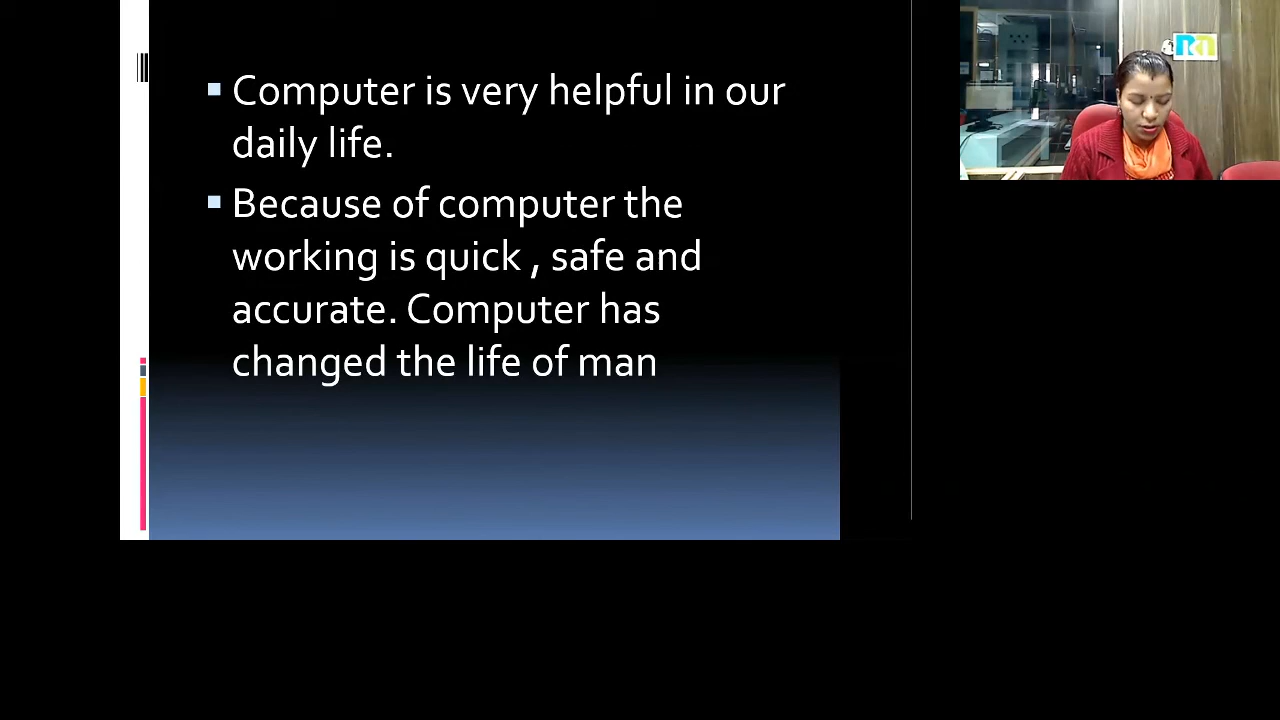 Computer is very helpful in our
daily life.
Because of computer the
working is quick , safe and
accurate. Computer has
changed the life of man